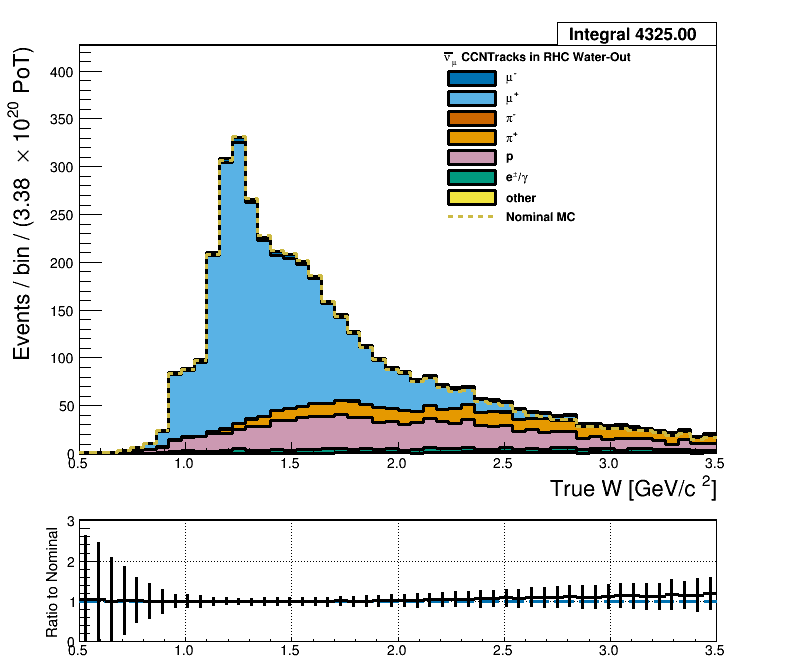 Integral 4325.00
ν̅μ CCNTracks in RHC Water-Out
μ-
μ+
π-
π+
p
e±/γ
other
Nominal MC
Events / bin / (3.38 × 10^20 PoT)
400
350
300
250
200
150
100
50
0
0.5 1.0 1.5 2.0 2.5 3.0 3.5
True W [GeV/c 2]
Ratio to Nominal
3
2
1
0
0.5 1.0 1.5 2.0 2.5 3.0 3.5